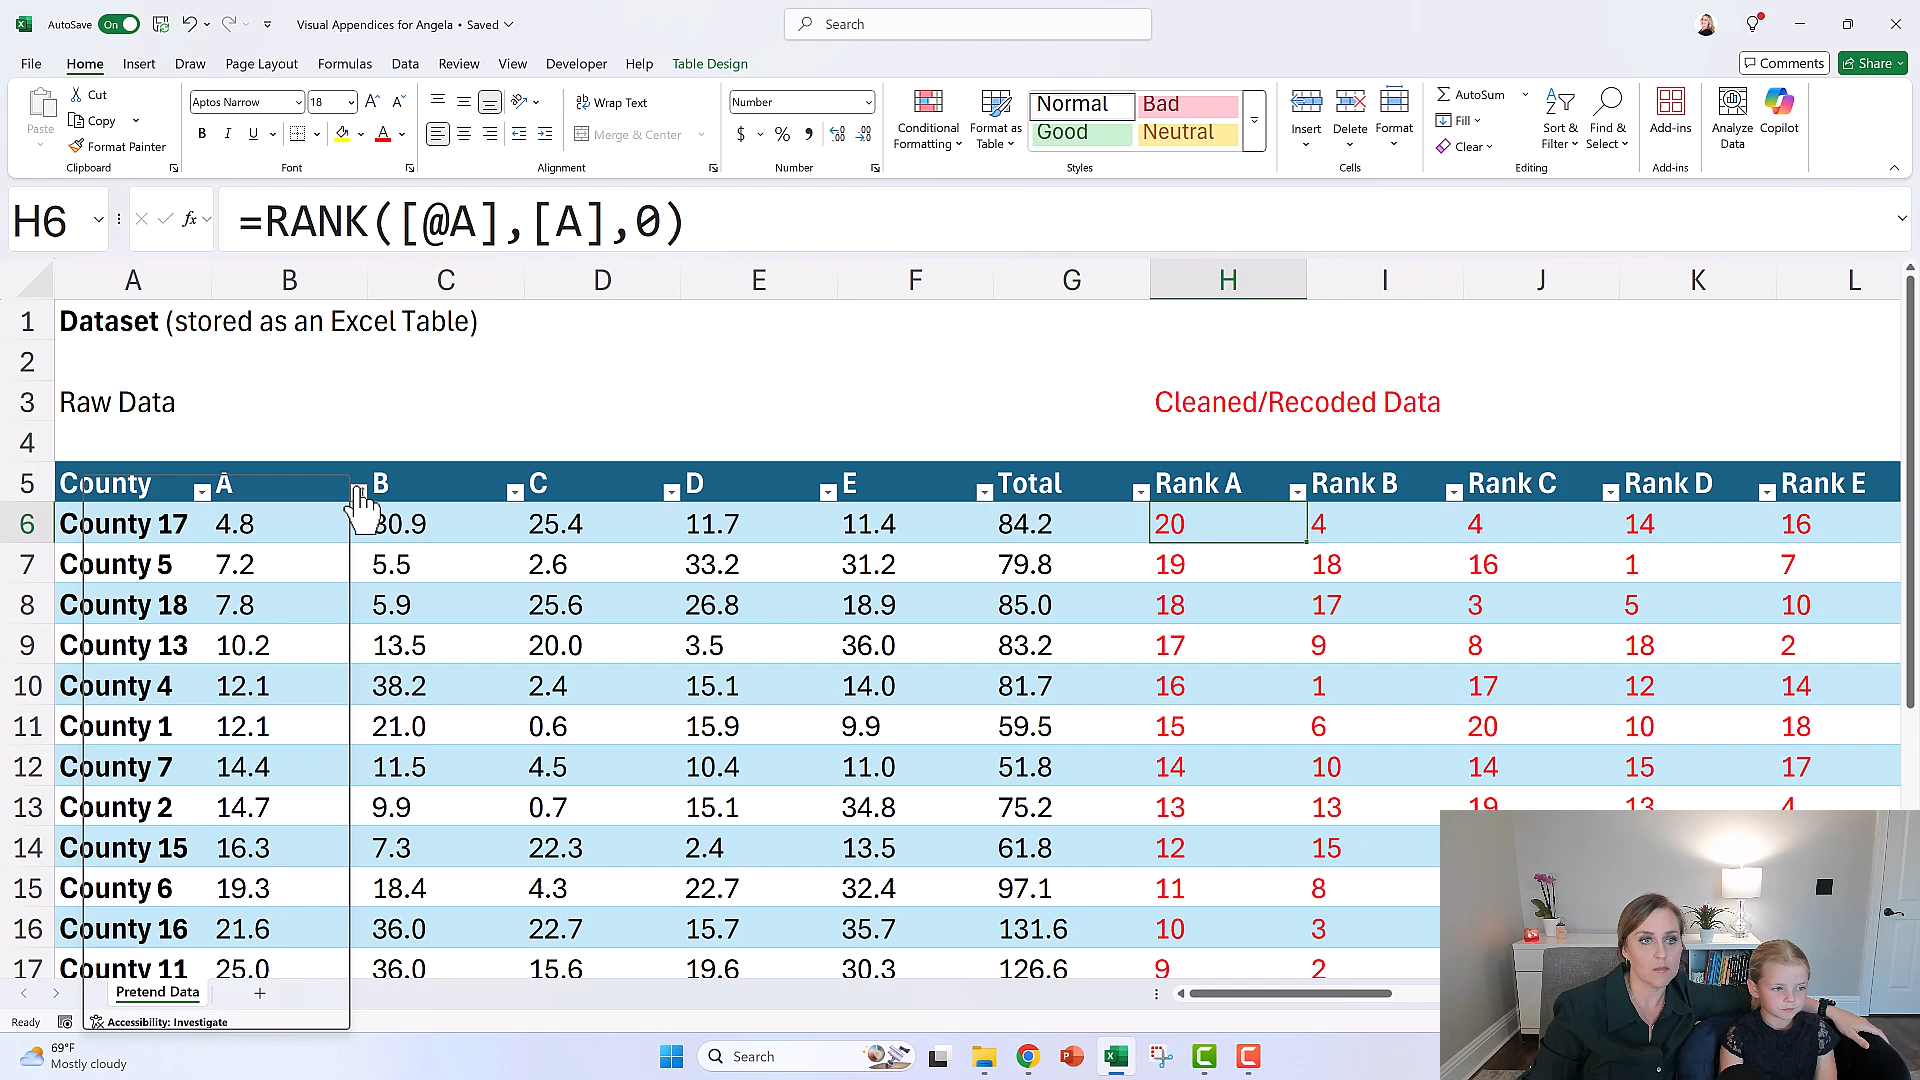 AutoSave On Visual Appendices for Angela • Saved Search
File Home Insert Draw Page Layout Formulas Data Review View Developer Help Table Design Comments Share
Paste Cut Copy Format Painter Clipboard
Aptos Narrow 18 B I U A Font
Wrap Text Merge & Center Alignment
Number $ % Number
Conditional Formatting Format as Table Normal Bad Good Neutral Styles
Insert Delete Format Cells
AutoSum Fill Clear Sort & Filter Find & Select Editing
Add-ins Add-ins
Analyze Data Copilot
H6 fx =RANK([@A],[A],0)
A B C D E F G H I J K L
1 Dataset (stored as an Excel Table)
2
3 Raw Data Cleaned/Recoded Data
4
5 County A B C D E Total Rank A Rank B Rank C Rank D Rank E
6 County 17 4.8 30.9 25.4 11.7 11.4 84.2 20 4 4 14 16
7 County 5 7.2 5.5 2.6 33.2 31.2 79.8 19 18 16 1 7
8 County 18 7.8 5.9 25.6 26.8 18.9 85.0 18 17 3 5 10
9 County 13 10.2 13.5 20.0 3.5 36.0 83.2 17 9 8 18 2
10 County 4 12.1 38.2 2.4 15.1 14.0 81.7 16 1 17 12 14
11 County 1 12.1 21.0 0.6 15.9 9.9 59.5 15 6 20 10 18
12 County 7 14.4 11.5 4.5 10.4 11.0 51.8 14 10 14 15 17
13 County 2 14.7 9.9 0.7 15.1 34.8 75.2 13 13 19 13 4
14 County 15 16.3 7.3 22.3 2.4 13.5 61.8 12 15
15 County 6 19.3 18.4 4.3 22.7 32.4 97.1 11 8
16 County 16 21.6 36.0 22.7 15.7 35.7 131.6 10 3
17 County 11 25.0 36.0 15.6 19.6 30.3 126.6 9 2
Pretend Data
Ready Accessibility: Investigate
69°F
Mostly cloudy
Search